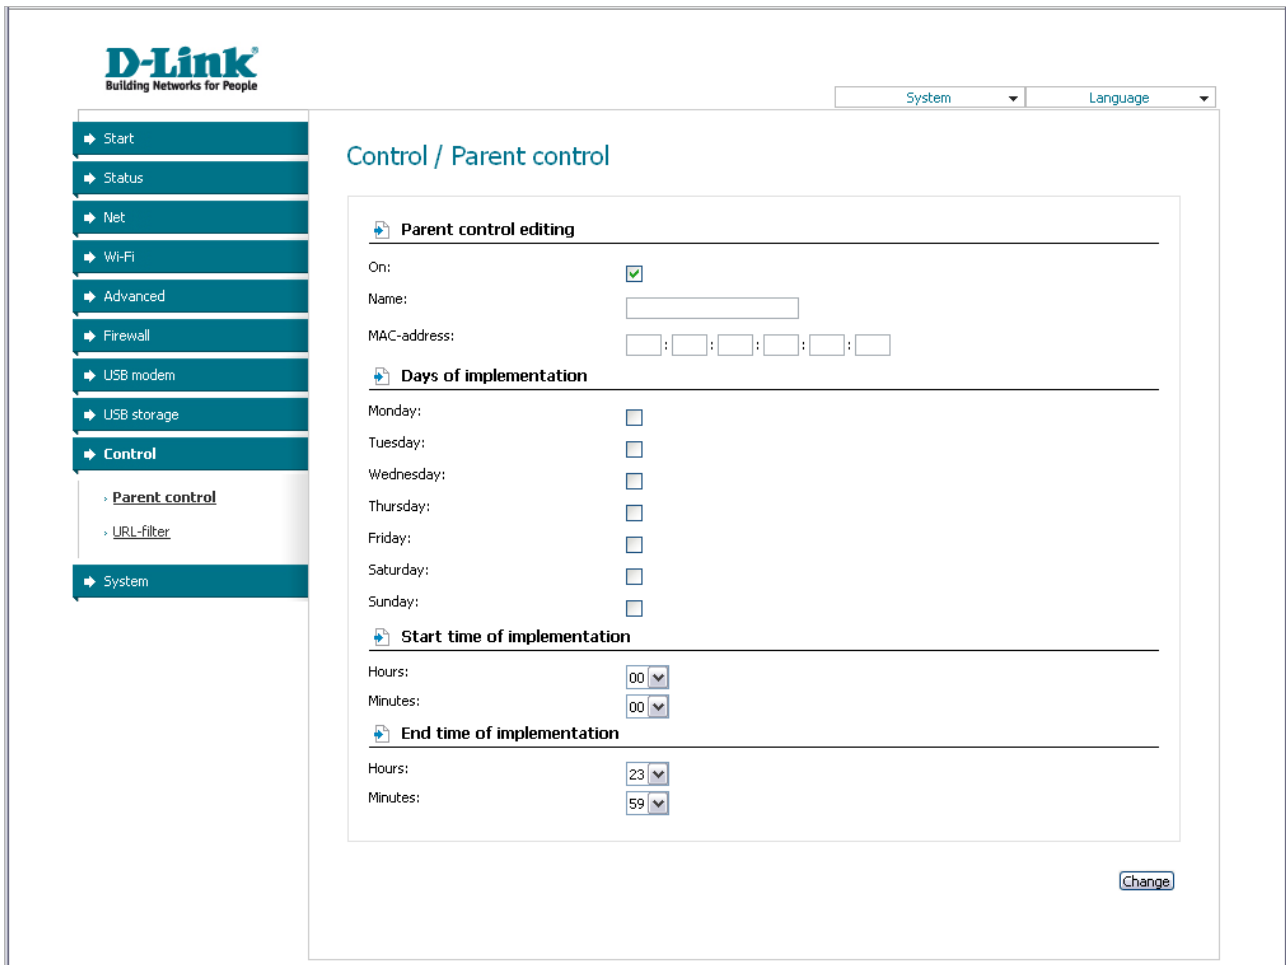 D-Link®
Building Networks for People
System
Language
Start
Status
Net
Wi-Fi
Advanced
Firewall
USB modem
USB storage
Control
Parent control
URL-filter
System
Control / Parent control
Parent control editing
On:
Name:
MAC-address:
: : : : :
Days of implementation
Monday:
Tuesday:
Wednesday:
Thursday:
Friday:
Saturday:
Sunday:
Start time of implementation
Hours: 00
Minutes: 00
End time of implementation
Hours: 23
Minutes: 59
Change